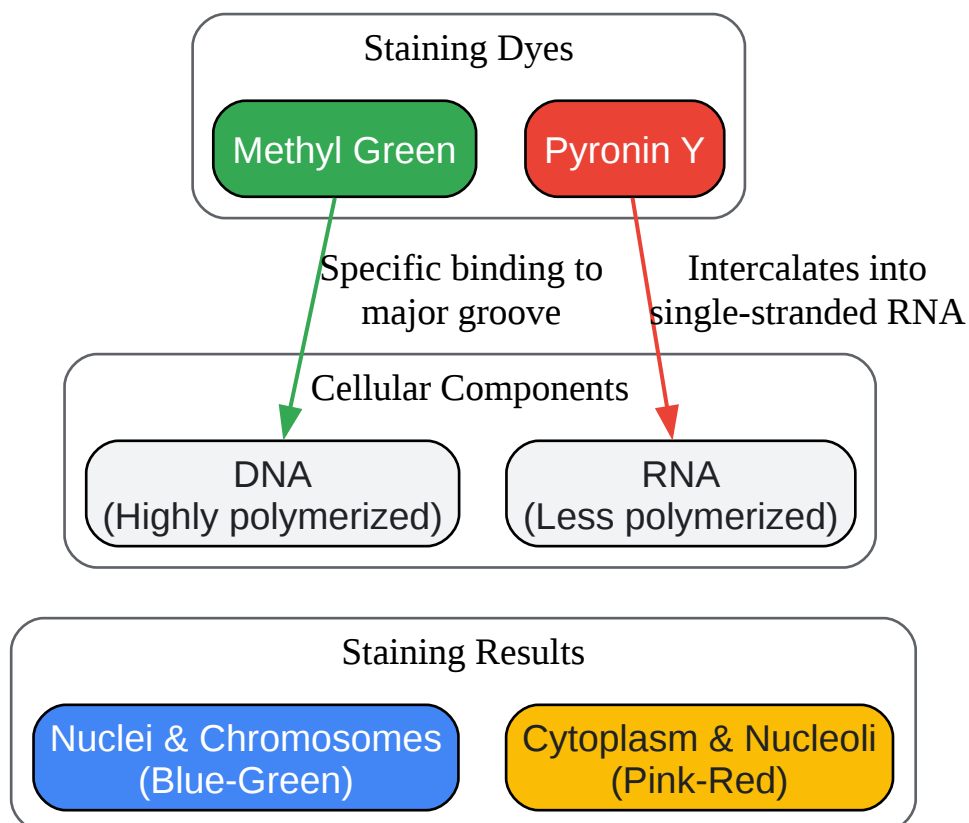 Staining Dyes
Methyl Green
Pyronin Y
Specific binding to
major groove
Intercalates into
single-stranded RNA
Cellular Components
DNA
(Highly polymerized)
RNA
(Less polymerized)
Staining Results
Nuclei & Chromosomes
(Blue-Green)
Cytoplasm & Nucleoli
(Pink-Red)